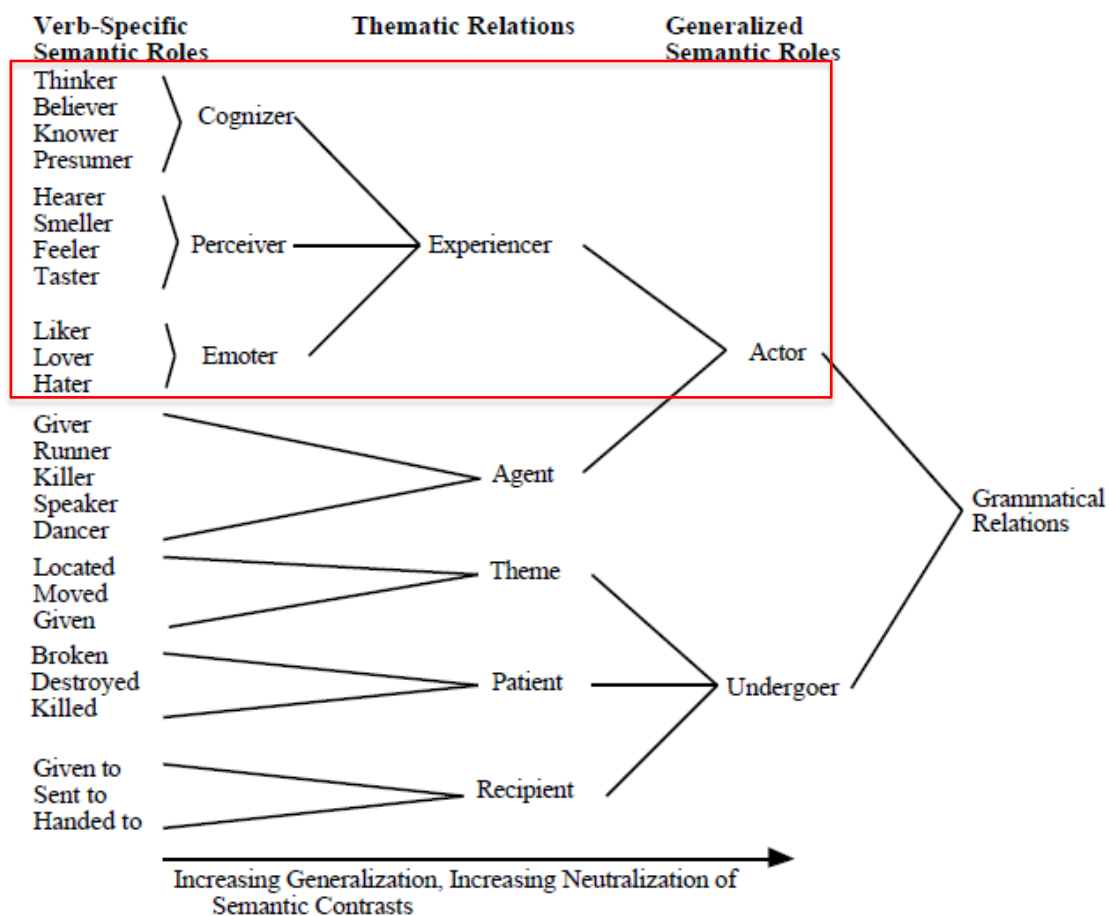 Verb-Specific
Semantic Roles
Thematic Relations
Generalized
Semantic Roles
Thinker
Believer
Knower
Presumer
Cognizer
Hearer
Smeller
Feeler
Taster
Perceiver
Experiencer
Liker
Lover
Hater
Emoter
Actor
Giver
Runner
Killer
Speaker
Dancer
Agent
Grammatical
Relations
Located
Moved
Given
Theme
Broken
Destroyed
Killed
Patient
Undergoer
Given to
Sent to
Handed to
Recipient
Increasing Generalization, Increasing Neutralization of
Semantic Contrasts